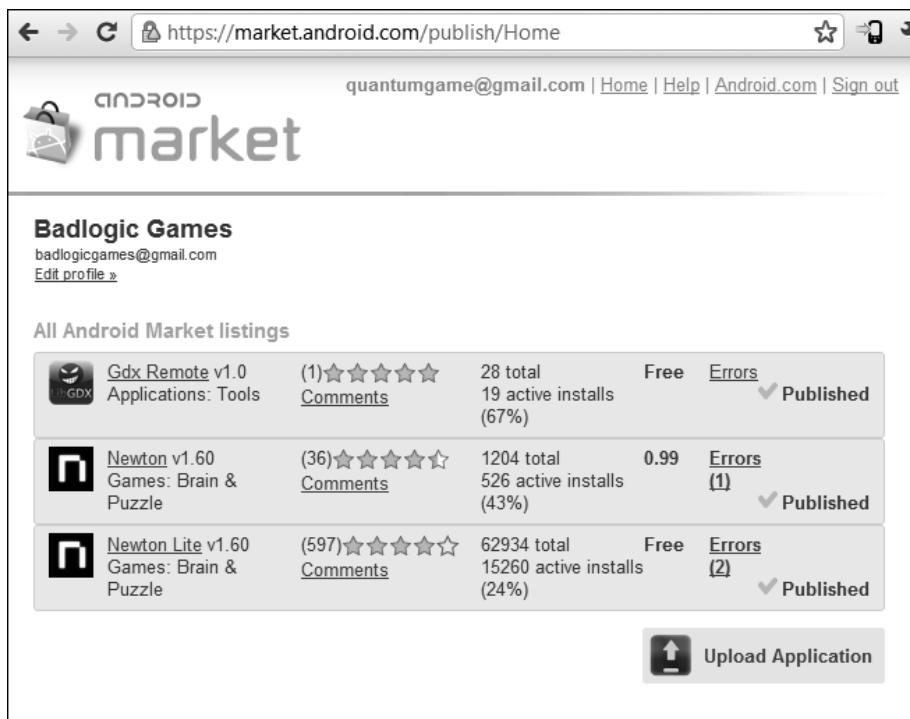 https://market.android.com/publish/Home
quantumgame@gmail.com | Home | Help | Android.com | Sign out
android
market
Badlogic Games
badlogicgames@gmail.com
Edit profile »
All Android Market listings
LibGDX
Gdx Remote v1.0
Applications: Tools
(1)
Comments
28 total
19 active installs
(67%)
Free
Errors
Published
n
Newton v1.60
Games: Brain &
Puzzle
(36)
Comments
1204 total
526 active installs
(43%)
0.99
Errors
(1)
Published
n
Newton Lite v1.60
Games: Brain &
Puzzle
(597)
Comments
62934 total
15260 active installs
(24%)
Free
Errors
(2)
Published
Upload Application